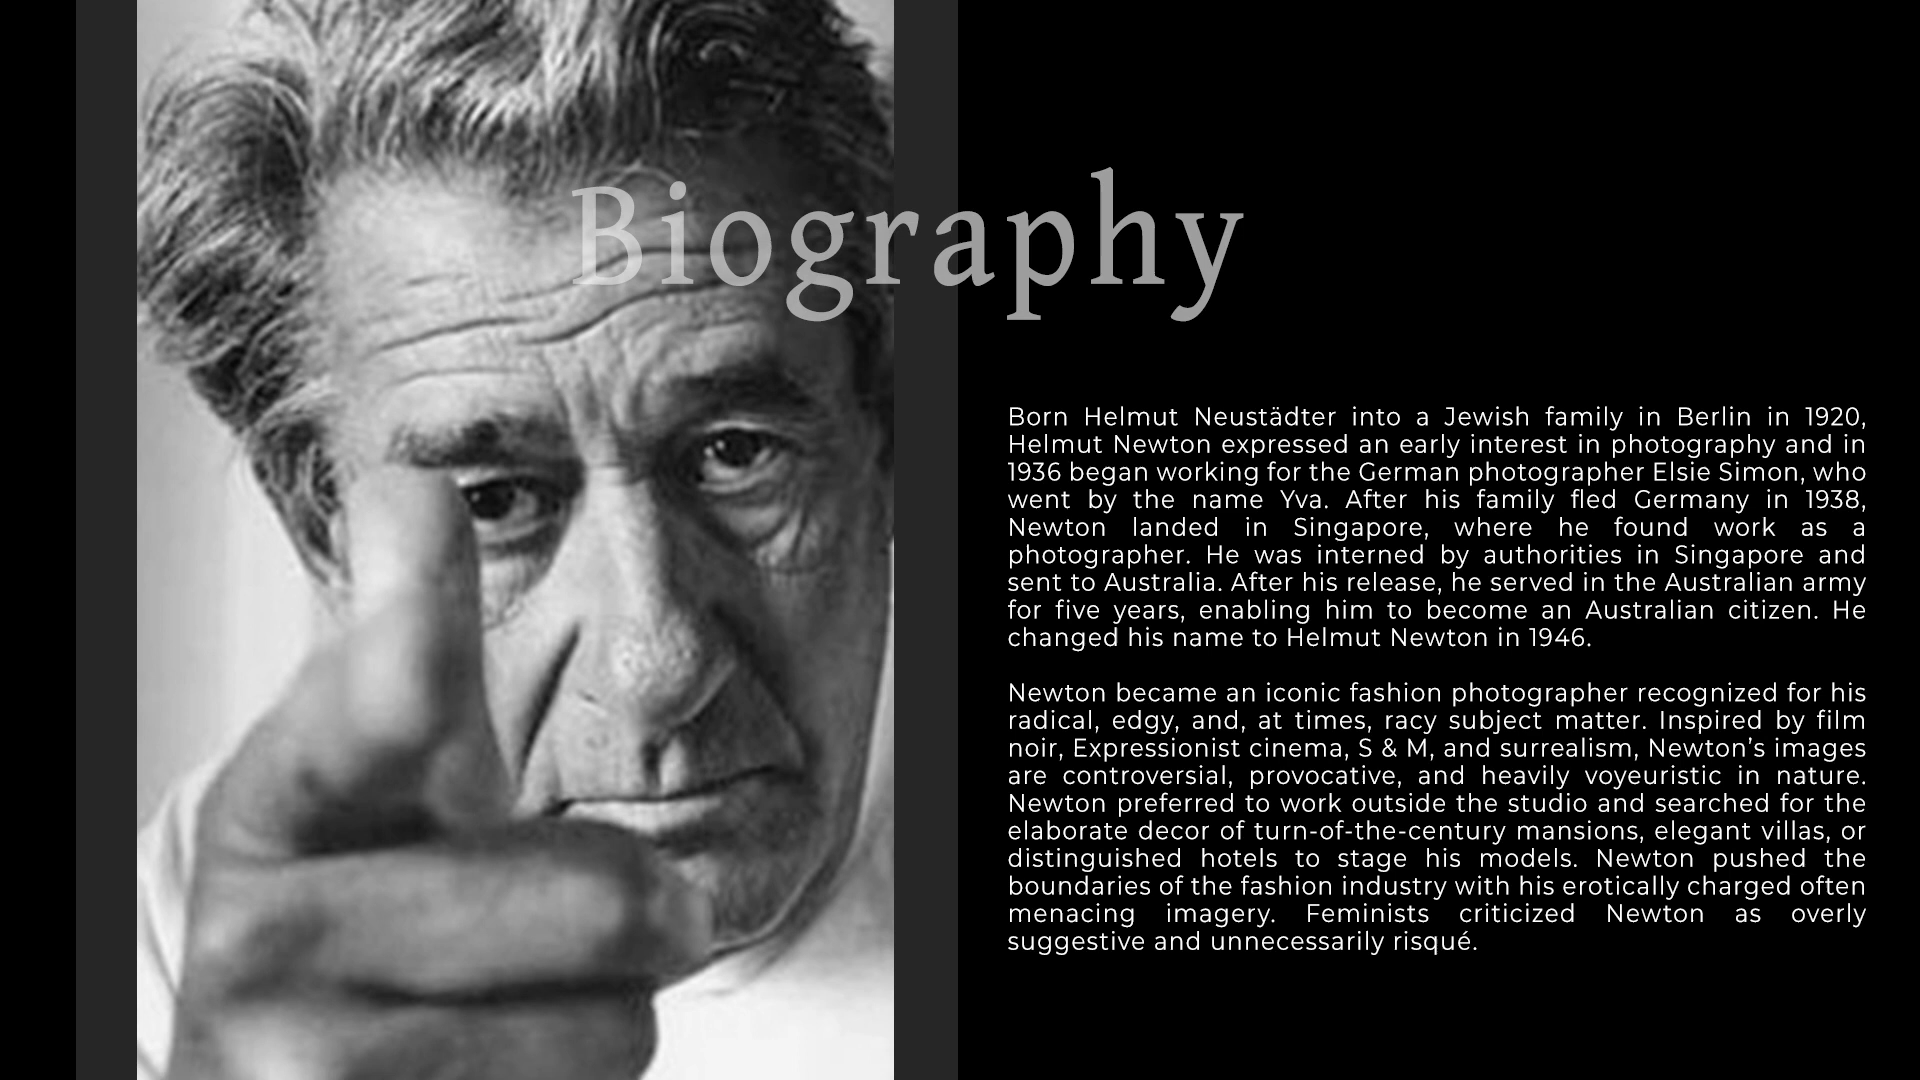 Biography
Born Helmut Neustädter into a Jewish family in Berlin in 1920,
Helmut Newton expressed an early interest in photography and in
1936 began working for the German photographer Elsie Simon, who
went by the name Yva. After his family fled Germany in 1938,
Newton landed in Singapore, where he found work as a
photographer. He was interned by authorities in Singapore and
sent to Australia. After his release, he served in the Australian army
for five years, enabling him to become an Australian citizen. He
changed his name to Helmut Newton in 1946.
Newton became an iconic fashion photographer recognized for his
radical, edgy, and, at times, racy subject matter. Inspired by film
noir, Expressionist cinema, S & M, and surrealism, Newton’s images
are controversial, provocative, and heavily voyeuristic in nature.
Newton preferred to work outside the studio and searched for the
elaborate decor of turn-of-the-century mansions, elegant villas, or
distinguished hotels to stage his models. Newton pushed the
boundaries of the fashion industry with his erotically charged often
menacing imagery. Feminists criticized Newton as overly
suggestive and unnecessarily risqué.